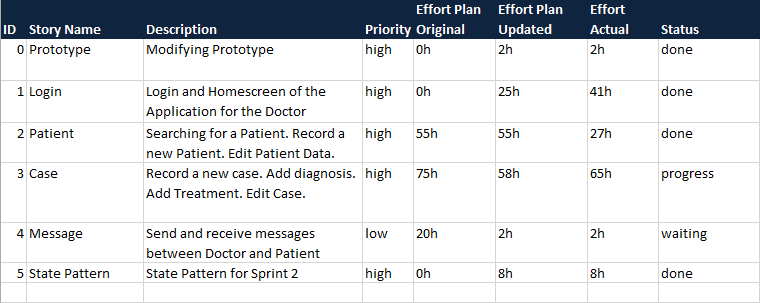 Effort Plan Effort Plan Effort
ID Story Name Description Priority Original Updated Actual Status
0 Prototype Modifying Prototype high 0h 2h 2h done
1 Login Login and Homescreen of the high 0h 25h 41h done
Application for the Doctor
2 Patient Searching for a Patient. Record a high 55h 55h 27h done
new Patient. Edit Patient Data.
3 Case Record a new case. Add diagnosis. high 75h 58h 65h progress
Add Treatment. Edit Case.
4 Message Send and receive messages low 20h 2h 2h waiting
between Doctor and Patient
5 State Pattern State Pattern for Sprint 2 high 0h 8h 8h done